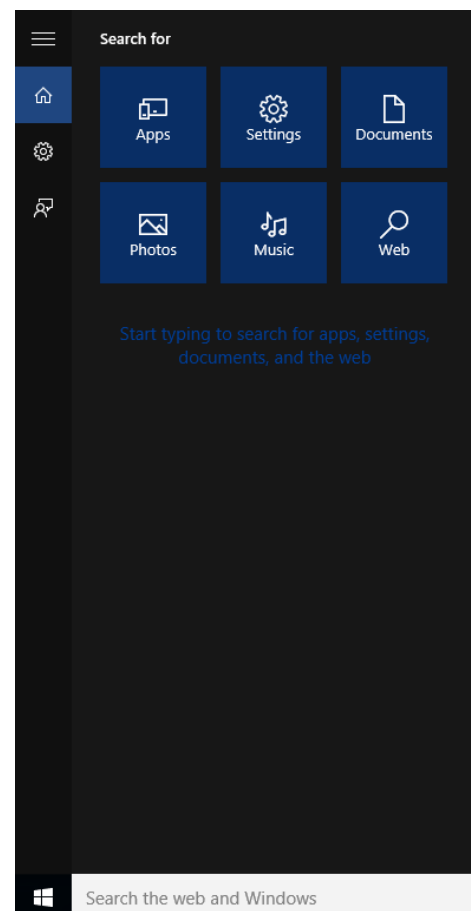 Search for
Apps
Settings
Documents
Photos
Music
Web
Start typing to search for apps, settings,
documents, and the web
Search the web and Windows